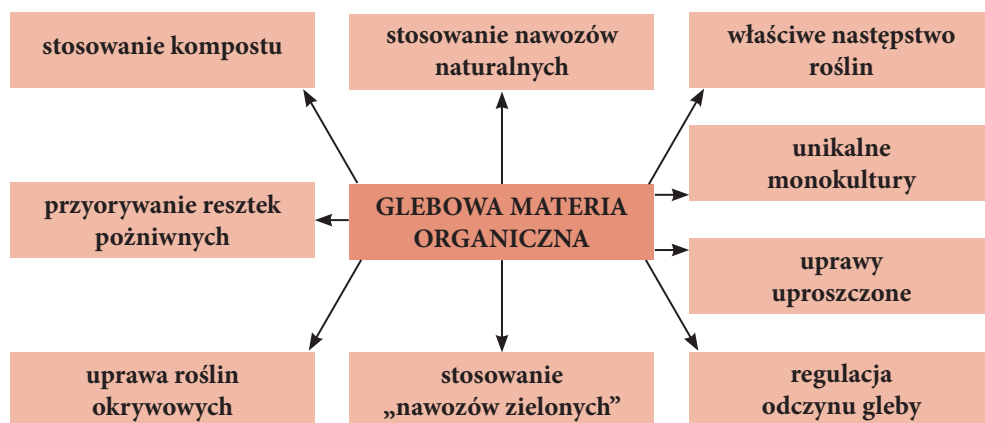 stosowanie kompostu
stosowanie nawozów
naturalnych
właściwe następstwo
roślin
unikalne
monokultury
przyorywanie resztek
pożniwnych
GLEBOWA MATERIA
ORGANICZNA
uprawy
uproszczone
uprawa roślin
okrywowych
stosowanie
„nawozów zielonych”
regulacja
odczynu gleby